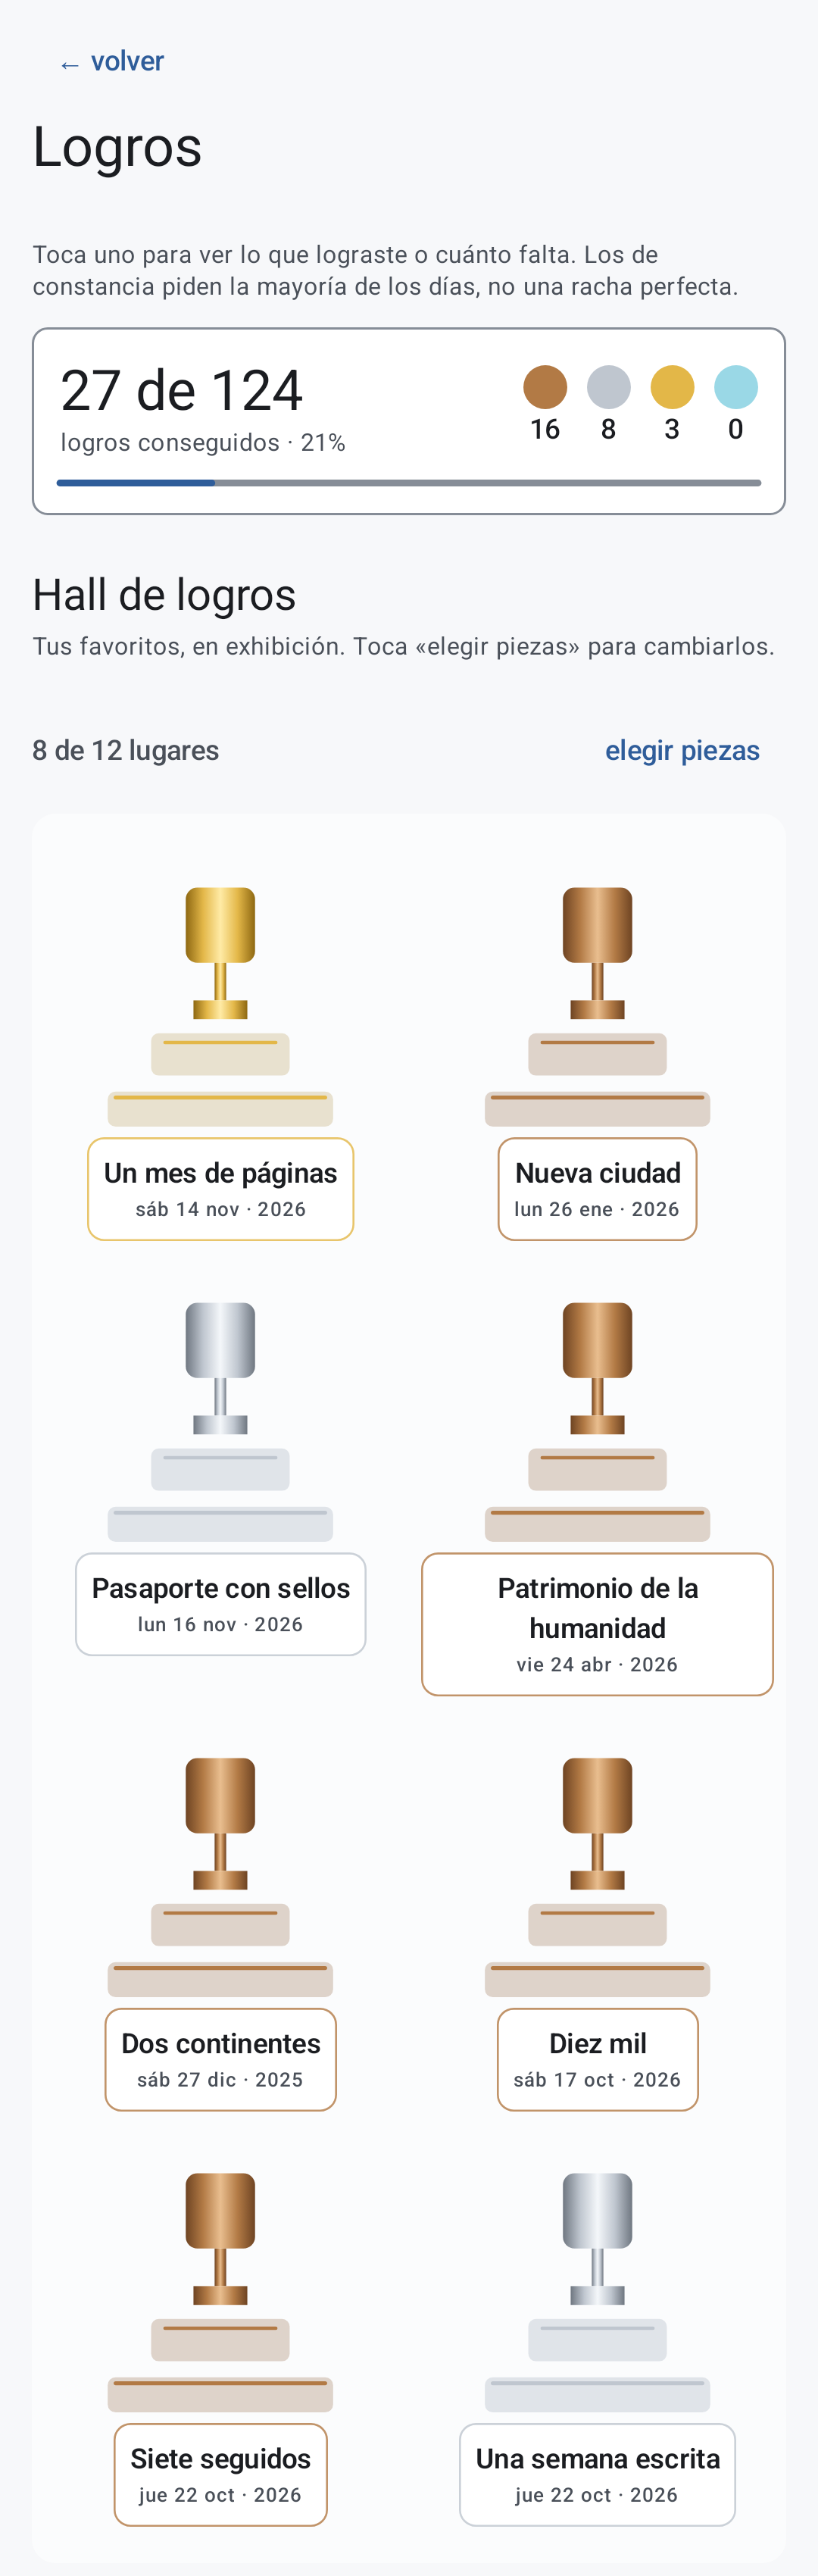 ← volver
Logros
Toca uno para ver lo que lograste o cuánto falta. Los de
constancia piden la mayoría de los días, no una racha perfecta.
27 de 124
logros conseguidos · 21%
16 8 3 0
Hall de logros
Tus favoritos, en exhibición. Toca «elegir piezas» para cambiarlos.
8 de 12 lugares
elegir piezas
Un mes de páginas
sáb 14 nov · 2026
Nueva ciudad
lun 26 ene · 2026
Pasaporte con sellos
lun 16 nov · 2026
Patrimonio de la
humanidad
vie 24 abr · 2026
Dos continentes
sáb 27 dic · 2025
Diez mil
sáb 17 oct · 2026
Siete seguidos
jue 22 oct · 2026
Una semana escrita
jue 22 oct · 2026